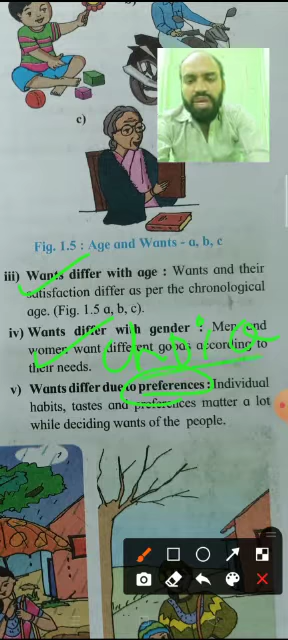 c)
Fig. 1.5 : Age and Wants - a, b, c
iii) Wants differ with age : Wants and their
satisfaction differ as per the chronological
age. (Fig. 1.5 a, b, c).
iv) Wants differ with gender : Men and
women want different goods according to
their needs.
choice
v) Wants differ due to preferences : Individual
habits, tastes and preferences matter a lot
while deciding wants of the people.